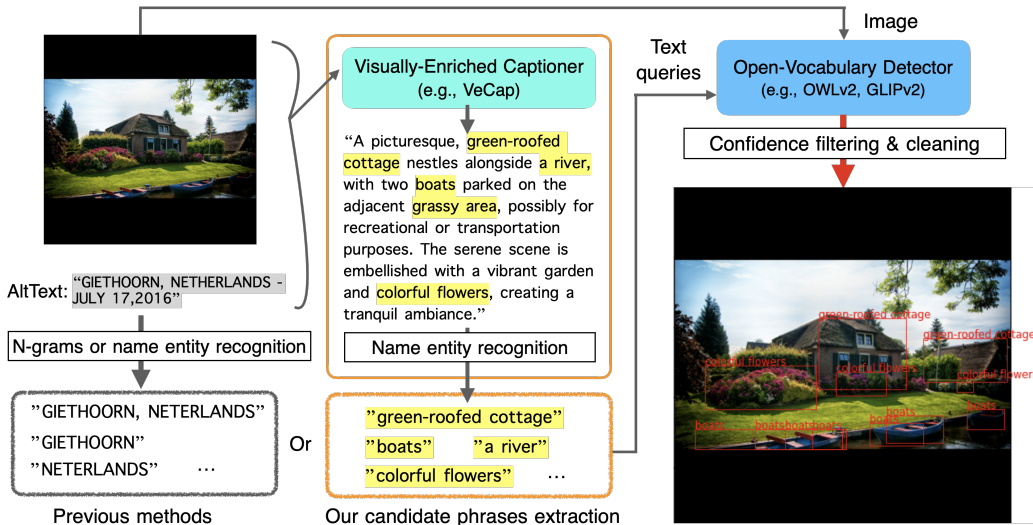 Image
Text
queries
Visually-Enriched Captioner
(e.g., VeCap)
Open-Vocabulary Detector
(e.g., OWLv2, GLIPv2)
Confidence filtering & cleaning
“A picturesque, green-roofed
cottage nestles alongside a river,
with two boats parked on the
adjacent grassy area, possibly for
recreational or transportation
purposes. The serene scene is
embellished with a vibrant garden
and colorful flowers, creating a
tranquil ambiance.”
AltText: “GIETHOORN, NETHERLANDS -
JULY 17,2016”
N-grams or name entity recognition
Name entity recognition
”GIETHOORN, NETERLANDS”
”GIETHOORN”
”NETERLANDS” ...
Or
”green-roofed cottage”
”boats” ”a river”
”colorful flowers” ...
Previous methods
Our candidate phrases extraction
green-roofed cottage
green-roofed cottage
colorful flowers
colorful flowers
colorful flower
boats
boats
boats
boats
boats
boats
boats